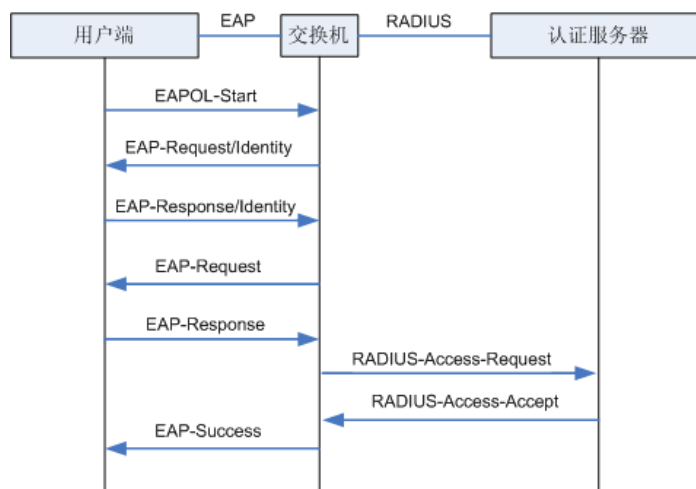 EAP
RADIUS
用户端
交换机
认证服务器
EAPOL-Start
EAP-Request/Identity
EAP-Response/Identity
EAP-Request
EAP-Response
RADIUS-Access-Request
RADIUS-Access-Accept
EAP-Success